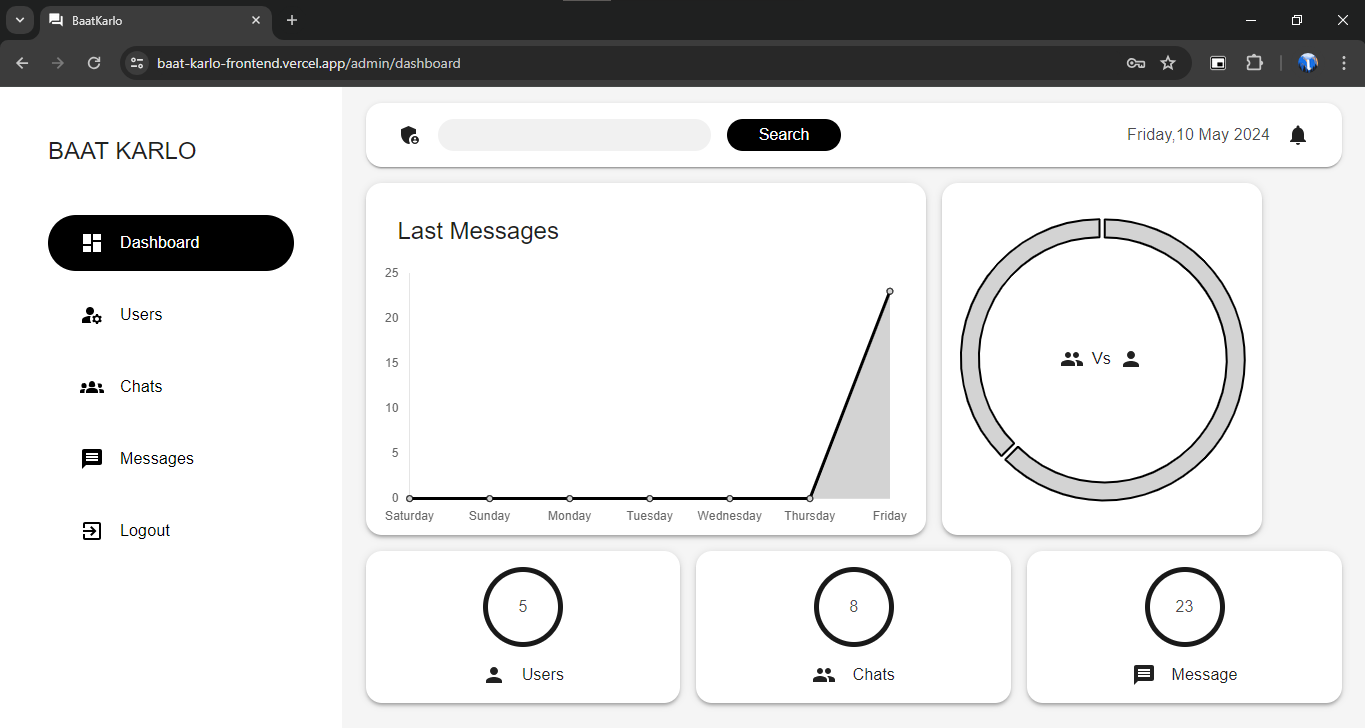 BaatKarlo
baat-karlo-frontend.vercel.app/admin/dashboard
BAAT KARLO
Dashboard
Users
Chats
Messages
Logout
Search
Friday,10 May 2024
Last Messages
25
20
15
10
5
0
Saturday Sunday Monday Tuesday Wednesday Thursday Friday
Vs
5
Users
8
Chats
23
Message